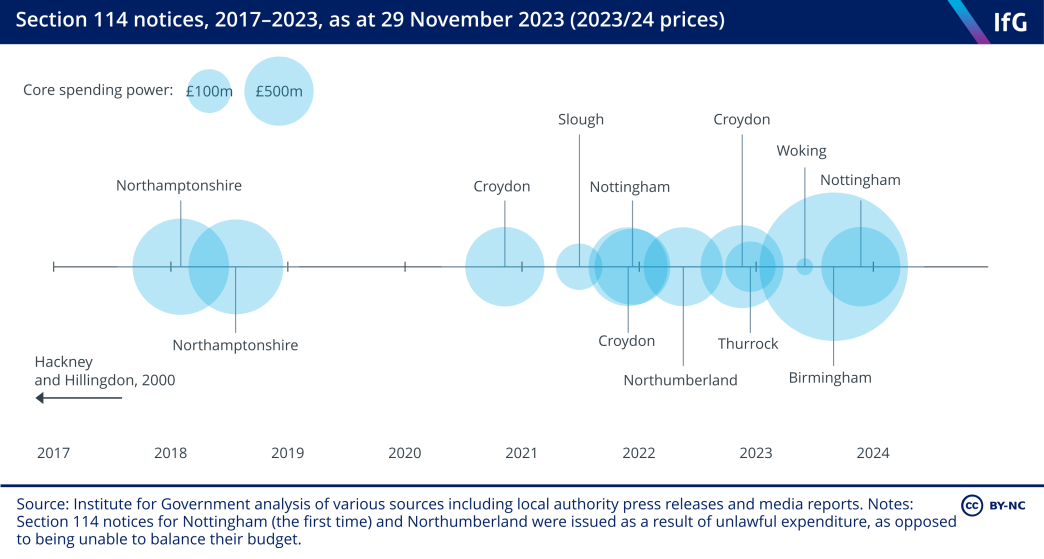 Section 114 notices, 2017–2023, as at 29 November 2023 (2023/24 prices)
IfG
Core spending power: £100m £500m
Slough
Croydon
Woking
Northamptonshire
Croydon
Nottingham
Nottingham
Northamptonshire
Croydon
Thurrock
Northumberland
Birmingham
Hackney
and Hillingdon, 2000
2017 2018 2019 2020 2021 2022 2023 2024
Source: Institute for Government analysis of various sources including local authority press releases and media reports. Notes:
Section 114 notices for Nottingham (the first time) and Northumberland were issued as a result of unlawful expenditure, as opposed
to being unable to balance their budget.
cc BY-NC